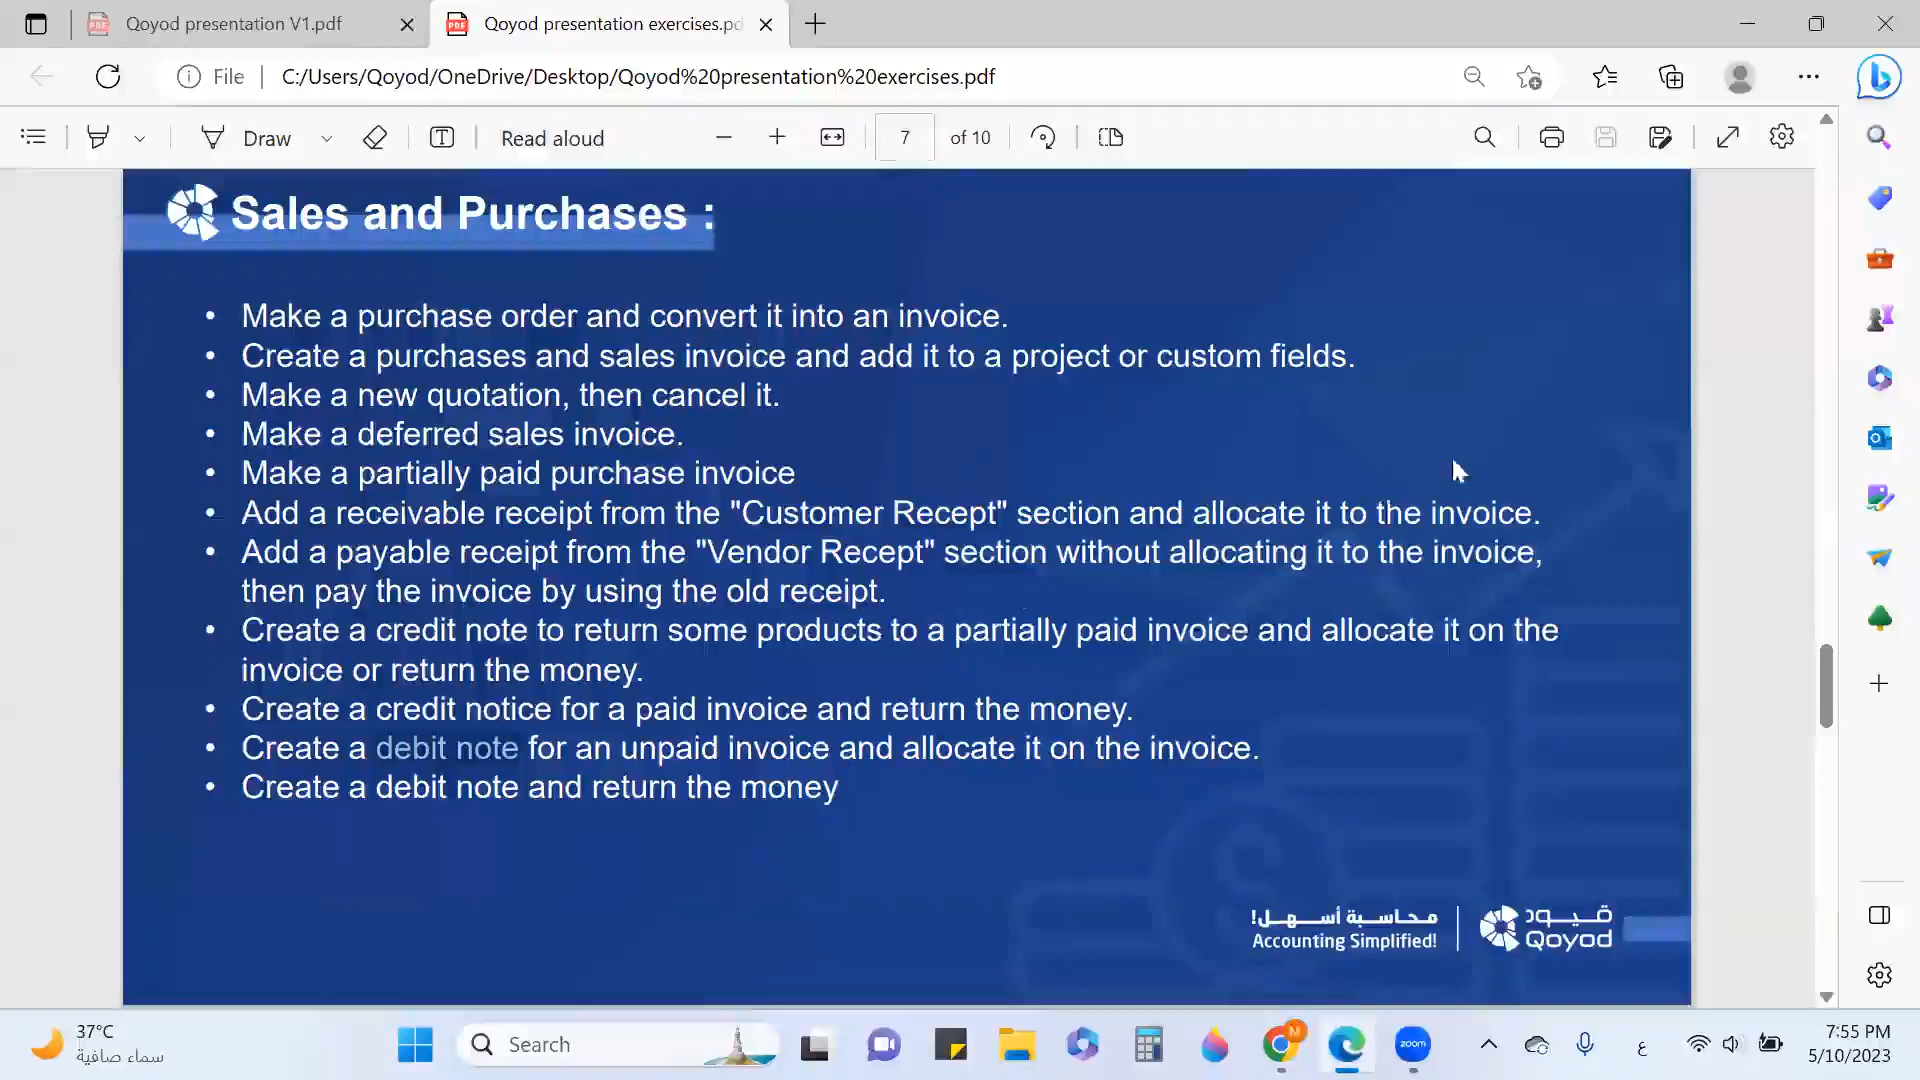 Qoyod presentation V1.pdf
Qoyod presentation exercises.pd
File
C:/Users/Qoyod/OneDrive/Desktop/Qoyod%20presentation%20exercises.pdf
Draw
Read aloud
7 of 10
Sales and Purchases :
• Make a purchase order and convert it into an invoice.
• Create a purchases and sales invoice and add it to a project or custom fields.
• Make a new quotation, then cancel it.
• Make a deferred sales invoice.
• Make a partially paid purchase invoice
• Add a receivable receipt from the "Customer Recept" section and allocate it to the invoice.
• Add a payable receipt from the "Vendor Recept" section without allocating it to the invoice,
then pay the invoice by using the old receipt.
• Create a credit note to return some products to a partially paid invoice and allocate it on the
invoice or return the money.
• Create a credit notice for a paid invoice and return the money.
• Create a debit note for an unpaid invoice and allocate it on the invoice.
• Create a debit note and return the money
محاسبة أسهل!
Accounting Simplified!
قيود
Qoyod
37°C
سماء صافية
Search
N
zoom
ع
7:55 PM
5/10/2023